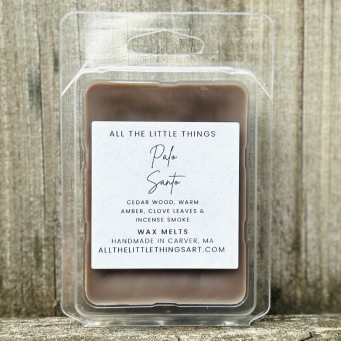 ALL THE LITTLE THINGS
Palo
Santo
CEDAR WOOD, WARM
AMBER, CLOVE LEAVES &
INCENSE SMOKE
WAX MELTS
HANDMADE IN CARVER, MA
ALLTHELITTLETHINGSART.COM